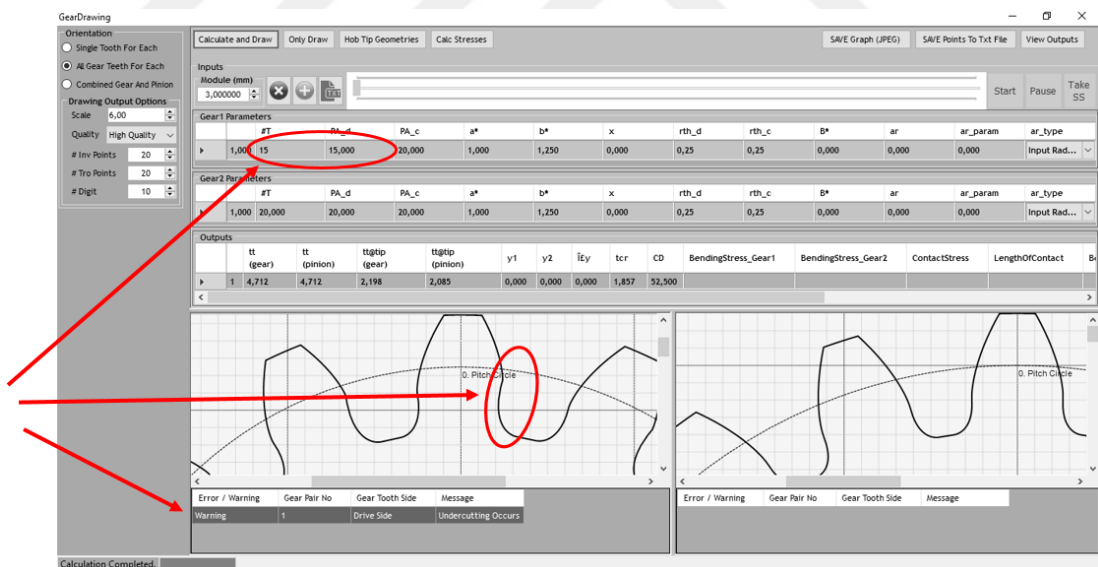 GearDrawing
Orientation
Single Tooth For Each
All Gear Teeth For Each
Combined Gear And Pinion
Drawing Output Options
Scale 6,00
Quality High Quality
# Inv Points 20
# Tro Points 20
# Digit 10
Calculate and Draw Only Draw Hob Tip Geometries Calc Stresses SAVE Graph (JPEG) SAVE Points To Txt File View Outputs
Inputs
Module (mm)
3,000000 TXT Start Pause Take SS
Gear1 Parameters
#T PA_d PA_c a* b* x rth_d rth_c B* ar ar_param ar_type
1,000 15 15,000 20,000 1,000 1,250 0,000 0,25 0,25 0,000 0,000 0,000 Input Rad...
Gear2 Parameters
#T PA_d PA_c a* b* x rth_d rth_c B* ar ar_param ar_type
1,000 20,000 20,000 20,000 1,000 1,250 0,000 0,25 0,25 0,000 0,000 0,000 Input Rad...
Outputs
tt (gear) tt (pinion) tt@tip (gear) tt@tip (pinion) y1 y2 Î£y tcr CD BendingStress_Gear1 BendingStress_Gear2 ContactStress LengthOfContact
1 4,712 4,712 2,198 2,085 0,000 0,000 0,000 1,857 52,500
0. Pitch Circle
0. Pitch Circle
Error / Warning Gear Pair No Gear Tooth Side Message
Warning 1 Drive Side Undercutting Occurs
Error / Warning Gear Pair No Gear Tooth Side Message
Calculation Completed.